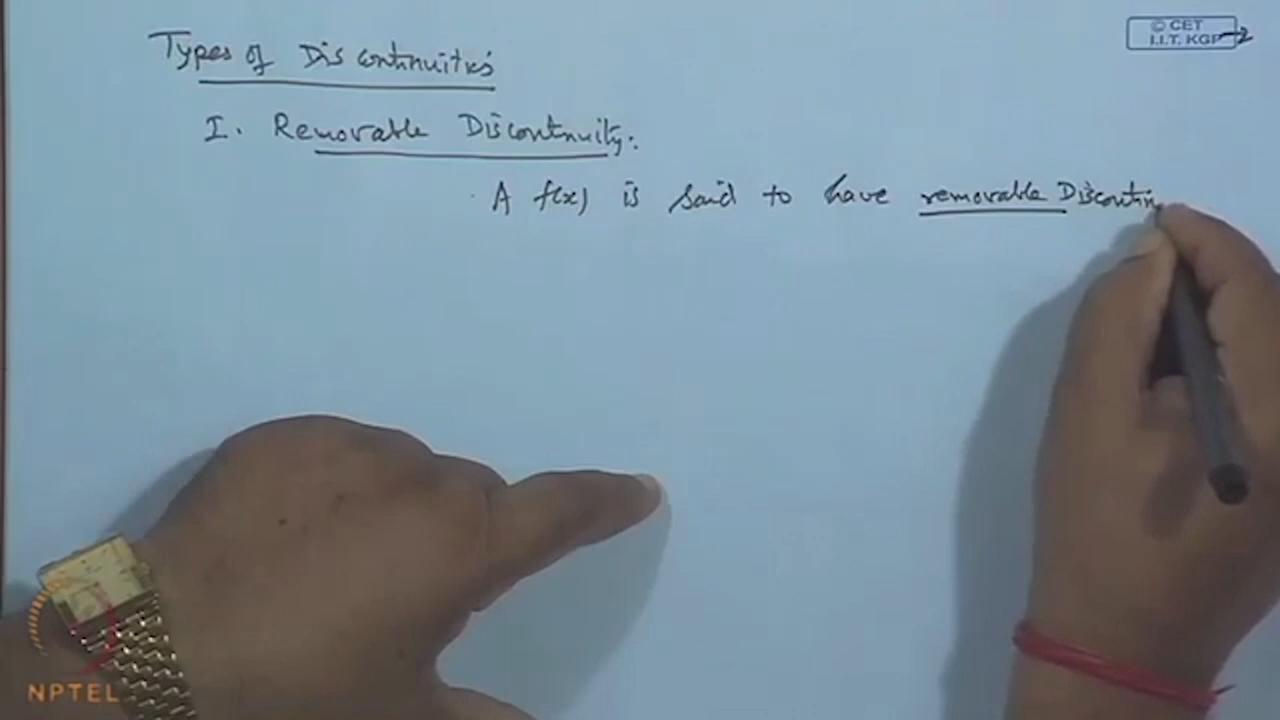 Types of Discontinuities
© CET
I.I.T. KGP
I. Removable Discontinuity.
A f(x) is said to have removable Discontin
NPTEL